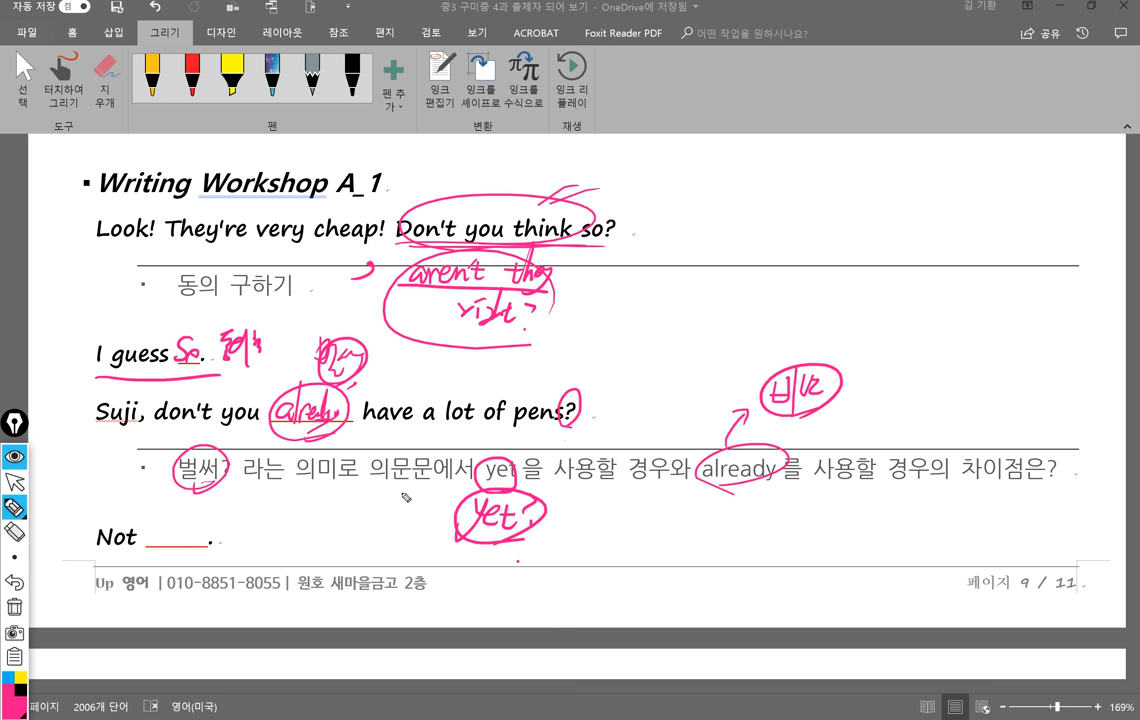 자동 저장 켬 중3 구미중 4과 출제자 되어 보기 - OneDrive에 저장됨 김 기환
파일 홈 삽입 그리기 디자인 레이아웃 참조 편지 검토 보기 ACROBAT Foxit Reader PDF 어떤 작업을 원하시나요? 공유
선택 터치하여 그리기 지우개 펜 추가 잉크 편집기 잉크를 셰이프로 잉크를 수식으로 잉크 리플레이
도구 펜 변환 재생
▪ Writing Workshop A_1
Look! They're very cheap! Don't you think so?
· 동의 구하기 , aren't they
right?
I guess So.
Suji, don't you already have a lot of pens?
· 벌써? 라는 의미로 의문문에서 yet을 사용할 경우와 already를 사용할 경우의 차이점은?
yet?
Not ______.
Up 영어 | 010-8851-8055 | 원호 새마을금고 2층 페이지 9 / 11
페이지 2006개 단어 영어(미국) 169%